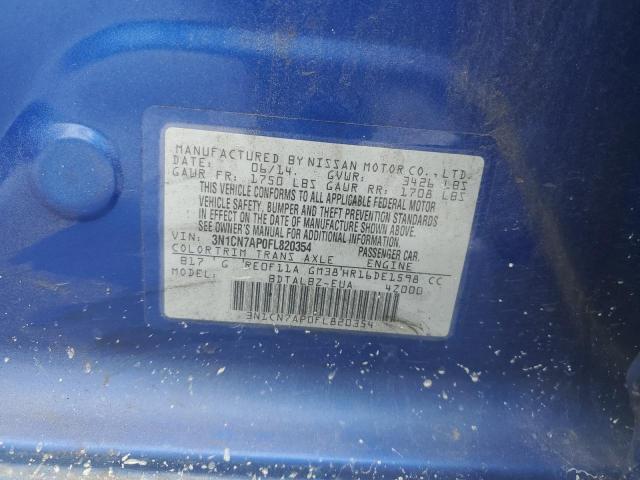 MANUFACTURED BY NISSAN MOTOR CO., LTD.
DATE: 06/14. GVWR: 3426 LBS
GAWR FR: 1750 LBS GAWR RR: 1708 LBS
THIS VEHICLE CONFORMS TO ALL APPLICABLE FEDERAL MOTOR
VEHICLE SAFETY, BUMPER AND THEFT PREVENTION STANDARDS
IN EFFECT ON THE DATE OF MANUFACTURE SHOWN ABOVE.
SEE OWNER'S MANUAL FOR ADDITIONAL INFORMATION.
VIN: 3N1CN7AP0FL820354 PASSENGER CAR.
COLOR TRIM TRANS AXLE ENGINE
B17 G RE0F11A GM38 HR16DE1598 CC
MODEL: BDTALBZ-EUA 42000
3N1CN7AP0FL820354